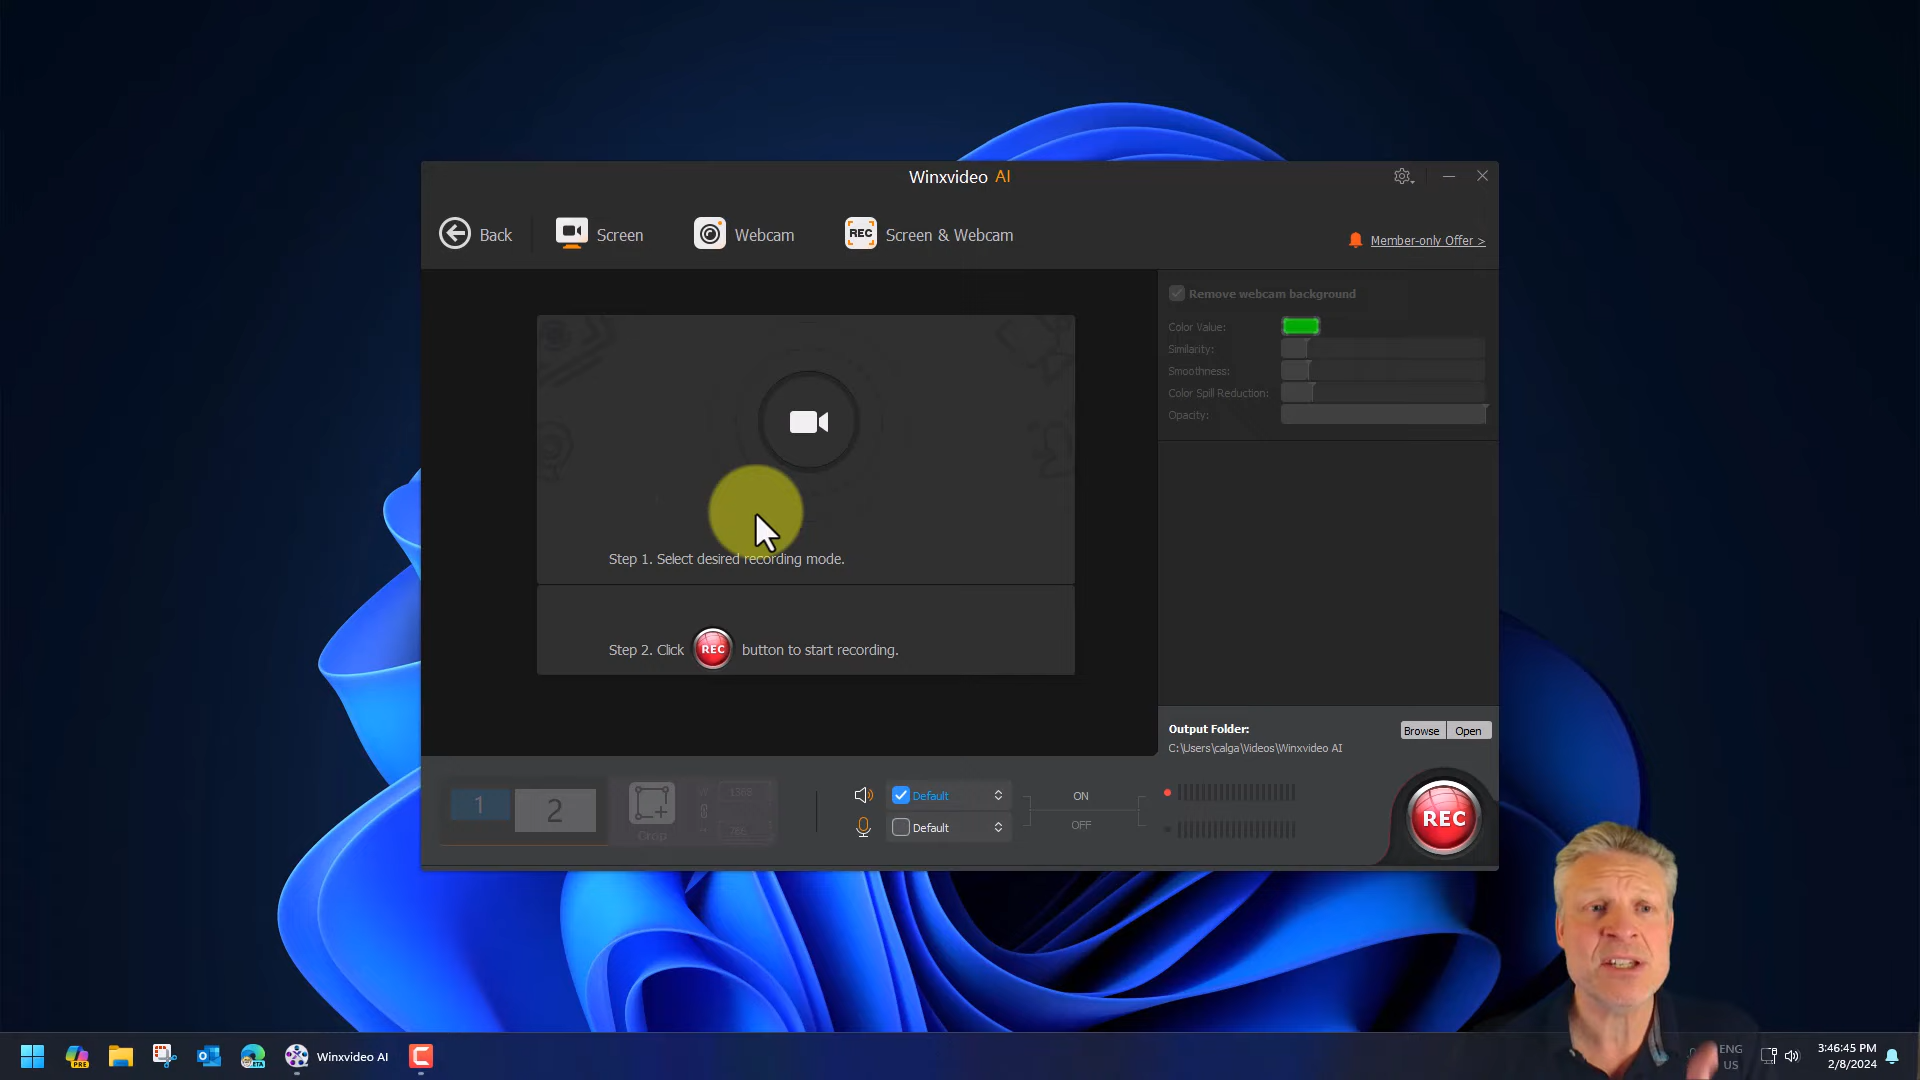 Winxvideo AI
Back
Screen
Webcam
REC
Screen & Webcam
Member-only Offer >
Remove webcam background
Color Value:
Similarity:
Smoothness:
Color Spill Reduction:
Opacity:
Step 1. Select desired recording mode.
Step 2. Click REC button to start recording.
Output Folder:
Browse
Open
C:\Users\calga\Videos\Winxvideo AI
1
2
Crop
Default
ON
Default
OFF
REC
PRE
BETA
Winxvideo AI
ENG
US
3:46:45 PM
2/8/2024